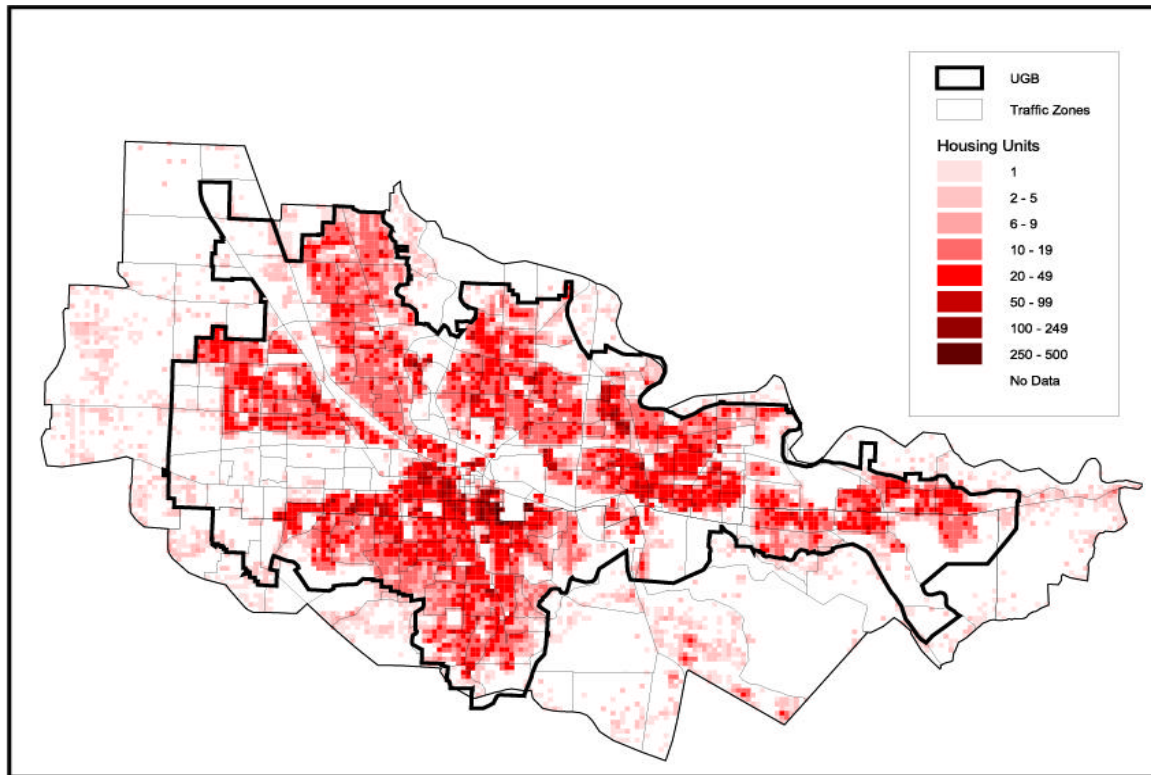 UGB
Traffic Zones
Housing Units
1
2 - 5
6 - 9
10 - 19
20 - 49
50 - 99
100 - 249
250 - 500
No Data